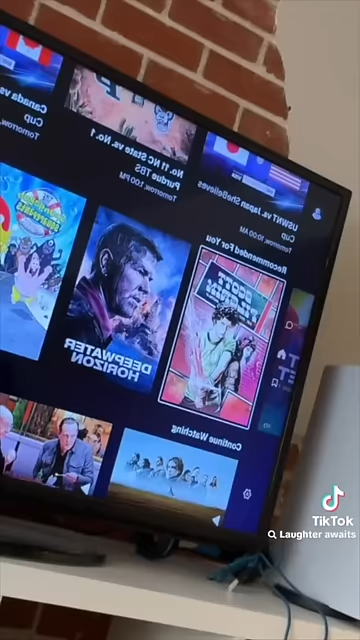 USWNT vs. Japan SheBelieves
Cup
Tomorrow, 10:00 AM
No. 11 NC State vs. No. 1
Purdue TBS
Tomorrow, 1:00 PM
Canada vs
Cup
Tomorrow,
Recommended For You
SCOTT
PILGRIM
DEEPWATER
HORIZON
Continue Watching
TikTok
Laughter awaits